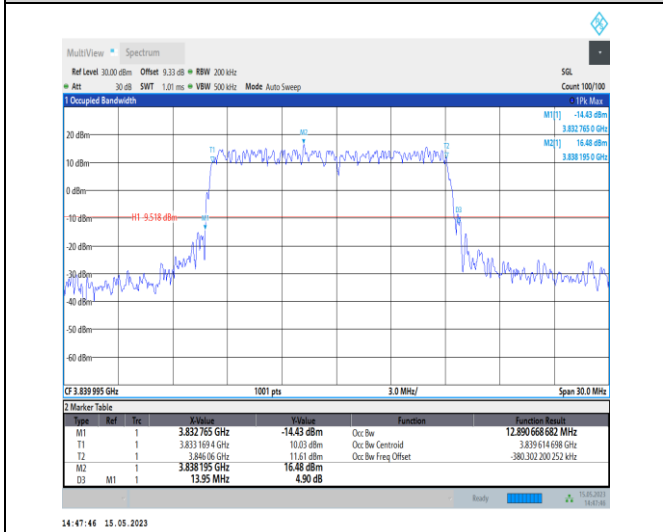 MultiView Spectrum
Ref Level 30.00 dBm Offset 9.33 dB RBW 200 kHz SGL
Att 30 dB SWT 1.01 ms VBW 500 kHz Mode Auto Sweep Count 100/100
1 Occupied Bandwidth 1Pk Max
M1[1] -14.43 dBm
3.832 765 0 GHz
M2[1] 16.48 dBm
3.838 195 0 GHz
M2
T1
T2
20 dBm
10 dBm
0 dBm
-10 dBm
H1 -9.518 dBm
M1
D3
-20 dBm
-30 dBm
-40 dBm
-50 dBm
-60 dBm
CF 3.839 995 GHz 1001 pts 3.0 MHz/ Span 30.0 MHz
2 Marker Table
Type Ref Trc X-Value Y-Value Function Function Result
M1 1 3.832 765 GHz -14.43 dBm Occ Bw 12.890 668 682 MHz
T1 1 3.833 169 4 GHz 10.03 dBm Occ Bw Centroid 3.839 614 698 GHz
T2 1 3.846 06 GHz 11.61 dBm Occ Bw Freq Offset -380.302 200 252 kHz
M2 1 3.838 195 GHz 16.48 dBm
D3 M1 1 13.95 MHz 4.90 dB
Ready 15.05.2023
14:47:46
14:47:46 15.05.2023